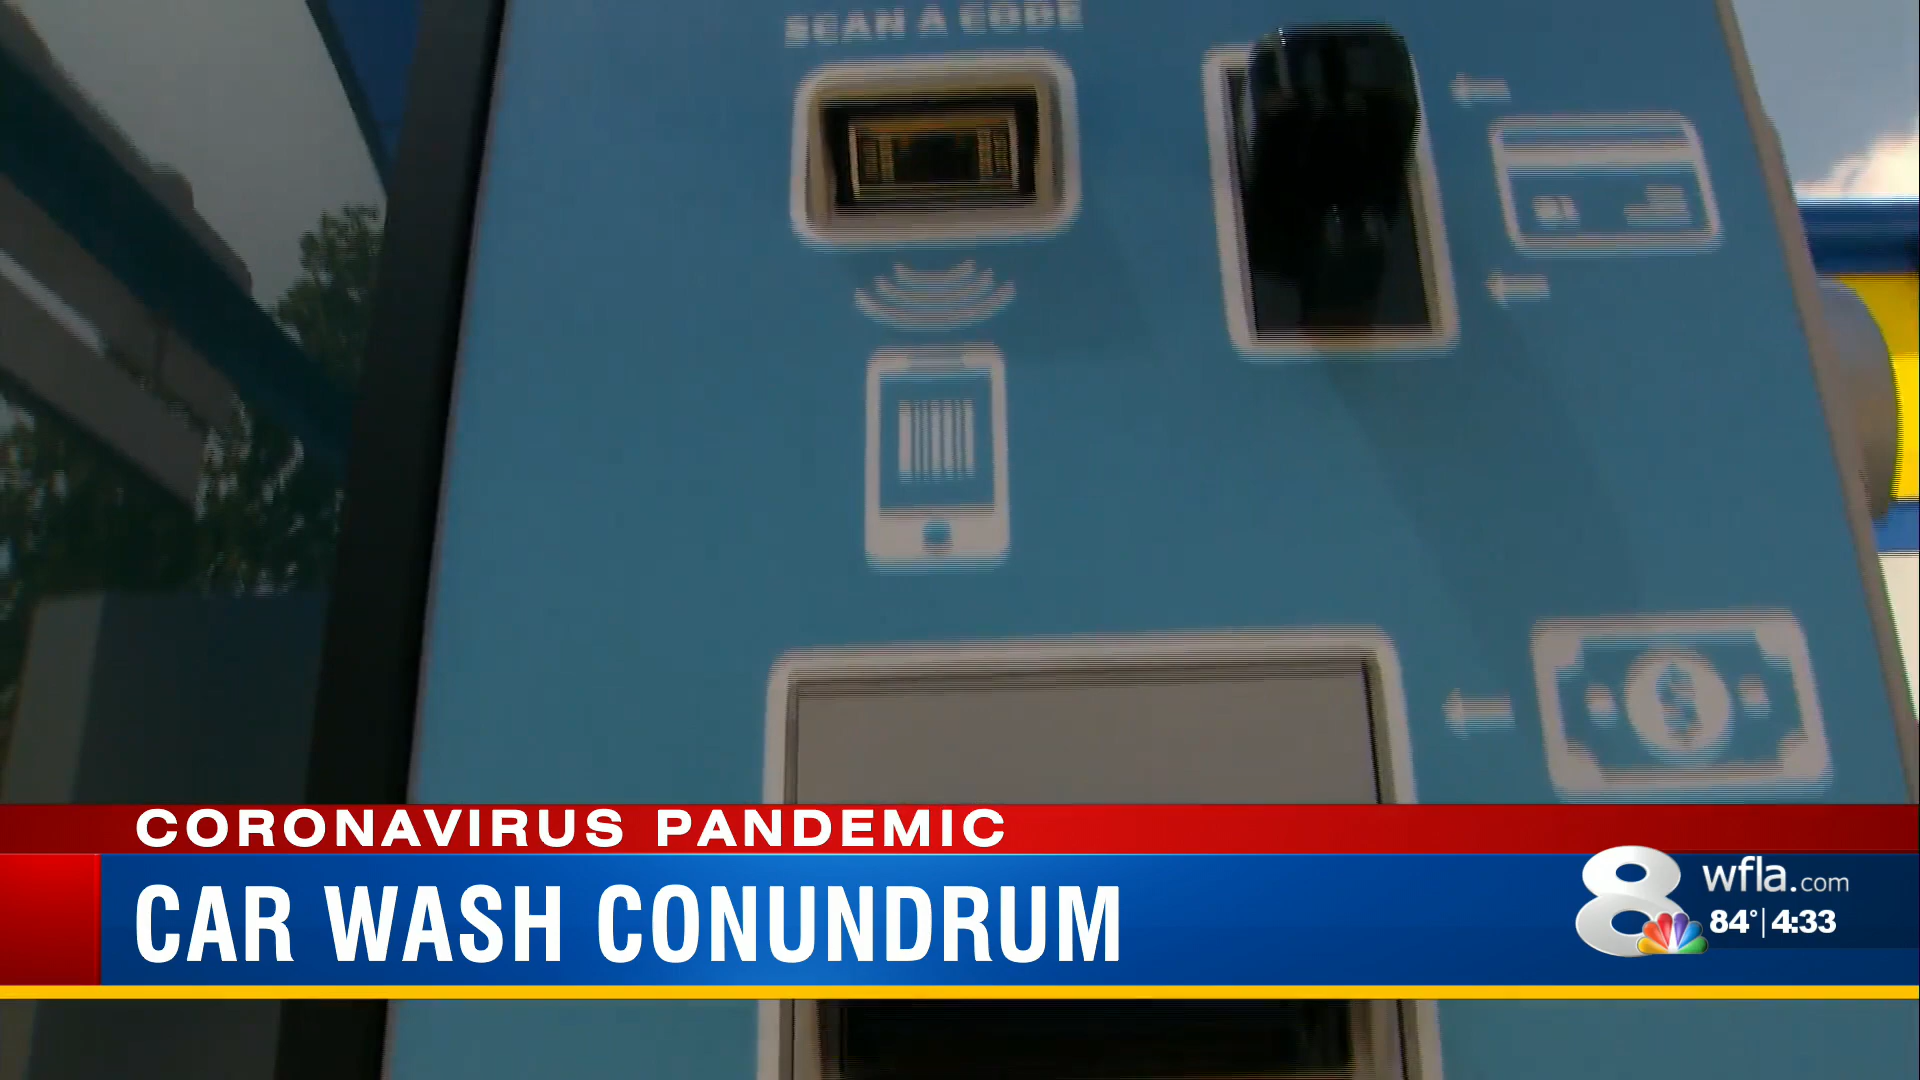 SCAN A CODE
CORONAVIRUS PANDEMIC
CAR WASH CONUNDRUM
8
wfla.com
84° | 4:33